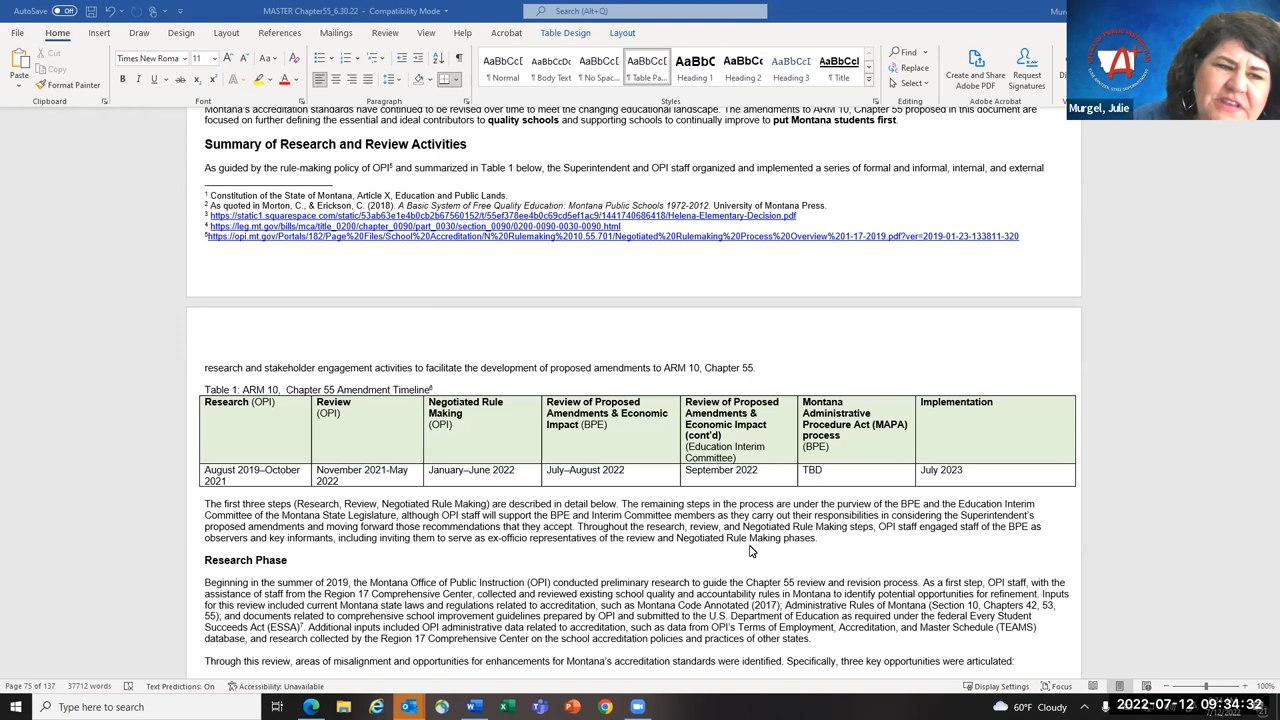 MASTER Chapter55_6.30.22 - Compatibility Mode
Search (Alt+Q)
File Home Insert Draw Design Layout References Mailings Review View Help Acrobat Table Design Layout
Paste
Cut
Copy
Format Painter
Clipboard
Times New Roma 11
Font
Paragraph
AaBbCcI ¶ Normal
¶ Body Text
¶ No Spac...
¶ Table Pa...
Heading 1
Heading 2
Heading 3
¶ Title
Styles
Find
Replace
Select
Editing
Create and Share Adobe PDF
Request Signatures
Adobe Acrobat
Murgel, Julie
Montana's accreditation standards have continued to be revised over time to meet the changing educational landscape. The amendments to ARM 10, Chapter 55 proposed in this document are
focused on further defining the essential and ideal contributors to quality schools and supporting schools to continually improve to put Montana students first.
Summary of Research and Review Activities
As guided by the rule-making policy of OPI5 and summarized in Table 1 below, the Superintendent and OPI staff organized and implemented a series of formal and informal, internal, and external
1 Constitution of the State of Montana, Article X, Education and Public Lands.
2 As quoted in Morton, C., & Erickson, C. (2018) A Basic System of Free Quality Education: Montana Public Schools 1972-2012. University of Montana Press.
3 https://static1.squarespace.com/static/53ab63e1e4b0cb2b67560152/t/55ef378ee4b0c69cd5ef1ac9/1441740686418/Helena-Elementary-Decision.pdf
4 https://leg.mt.gov/bills/mca/title_0200/chapter_0090/part_0030/section_0090/0200-0090-0030-0090.html
5https://opi.mt.gov/Portals/182/Page%20Files/School%20Accreditation/N%20Rulemaking%2010.55.701/Negotiated%20Rulemaking%20Process%20Overview%201-17-2019.pdf?ver=2019-01-23-133811-320
research and stakeholder engagement activities to facilitate the development of proposed amendments to ARM 10, Chapter 55.
Table 1: ARM 10, Chapter 55 Amendment Timeline6
Research (OPI)
Review
(OPI)
Negotiated Rule
Making
(OPI)
Review of Proposed
Amendments & Economic
Impact (BPE)
Review of Proposed
Amendments &
Economic Impact
(cont'd)
(Education Interim
Committee)
Montana
Administrative
Procedure Act (MAPA)
process
(BPE)
Implementation
August 2019–October
2021
November 2021-May
2022
January–June 2022
July–August 2022
September 2022
TBD
July 2023
The first three steps (Research, Review, Negotiated Rule Making) are described in detail below. The remaining steps in the process are under the purview of the BPE and the Education Interim
Committee of the Montana State Legislature, although OPI staff will support the BPE and Interim Committee members as they carry out their responsibilities in considering the Superintendent's
proposed amendments and moving forward those recommendations that they accept. Throughout the research, review, and Negotiated Rule Making steps, OPI staff engaged staff of the BPE as
observers and key informants, including inviting them to serve as ex-officio representatives of the review and Negotiated Rule Making phases.
Research Phase
Beginning in the summer of 2019, the Montana Office of Public Instruction (OPI) conducted preliminary research to guide the Chapter 55 review and revision process. As a first step, OPI staff, with the
assistance of staff from the Region 17 Comprehensive Center, collected and reviewed existing school quality and accountability rules in Montana to identify potential opportunities for refinement. Inputs
for this review included current Montana state laws and regulations related to accreditation, such as Montana Code Annotated (2017); Administrative Rules of Montana (Section 10, Chapters 42, 53,
55); and documents related to comprehensive school improvement guidelines prepared by OPI and submitted to the U.S. Department of Education as required under the federal Every Student
Succeeds Act (ESSA)7. Additional inputs included OPI administrative data related to accreditation, such as data from OPI's Terms of Employment, Accreditation, and Master Schedule (TEAMS)
database, and research collected by the Region 17 Comprehensive Center on the school accreditation policies and practices of other states.
Through this review, areas of misalignment and opportunities for enhancements for Montana's accreditation standards were identified. Specifically, three key opportunities were articulated:
Page 75 of 137 37712 words Text Predictions: On Accessibility: Unavailable Display Settings Focus 100%
Type here to search
60°F
2022-07-12 09:34:32